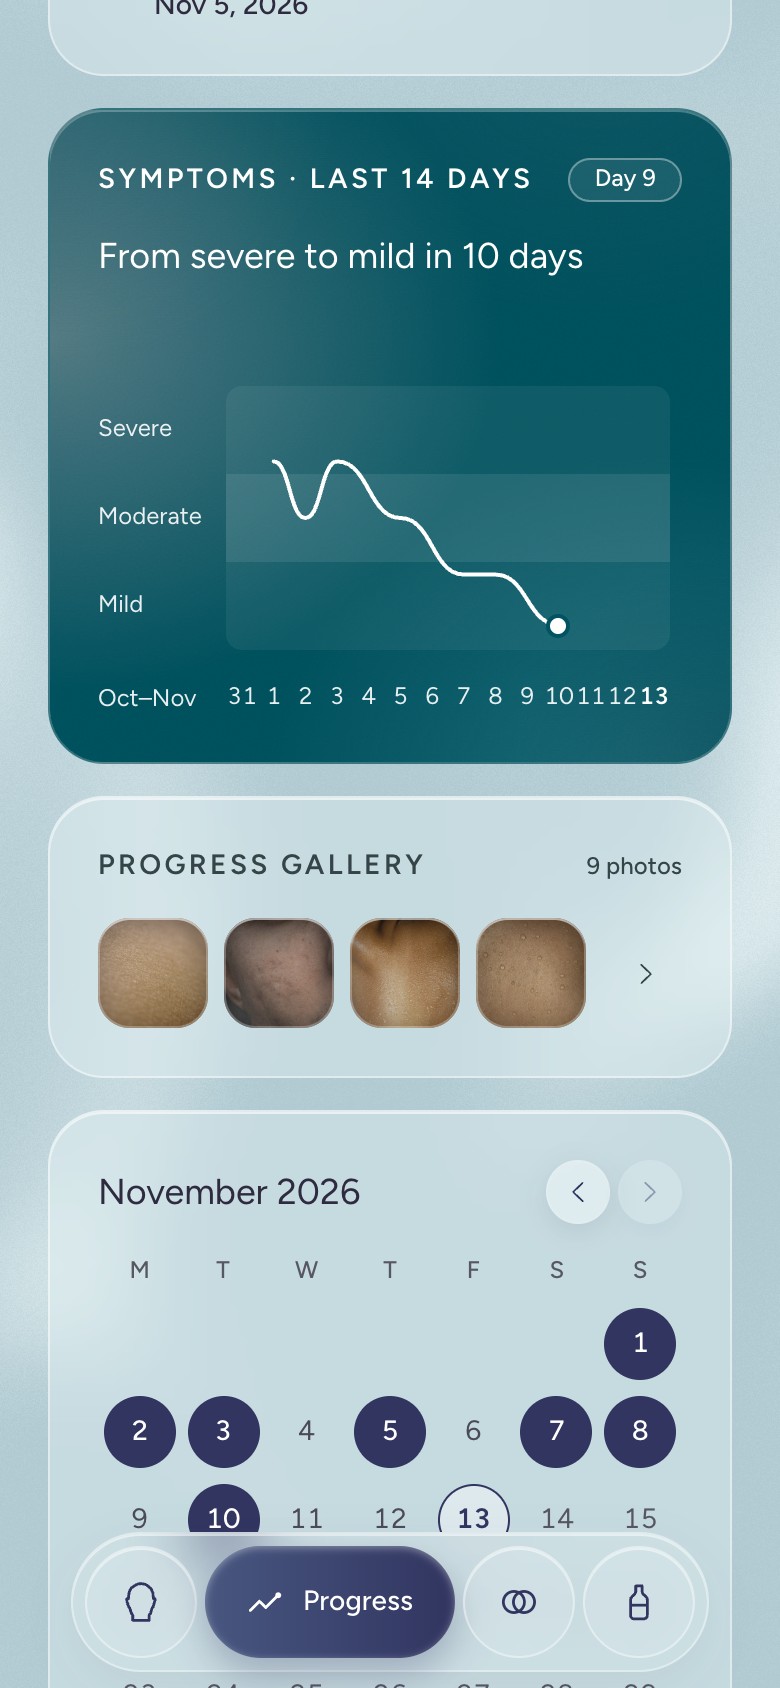 Nov 5, 2026
SYMPTOMS · LAST 14 DAYS
Day 9
From severe to mild in 10 days
Severe
Moderate
Mild
Oct–Nov 31 1 2 3 4 5 6 7 8 9 10 11 12 13
PROGRESS GALLERY
9 photos
November 2026
M T W T F S S
1
2 3 4 5 6 7 8
9 10 11 12 13 14 15
Progress